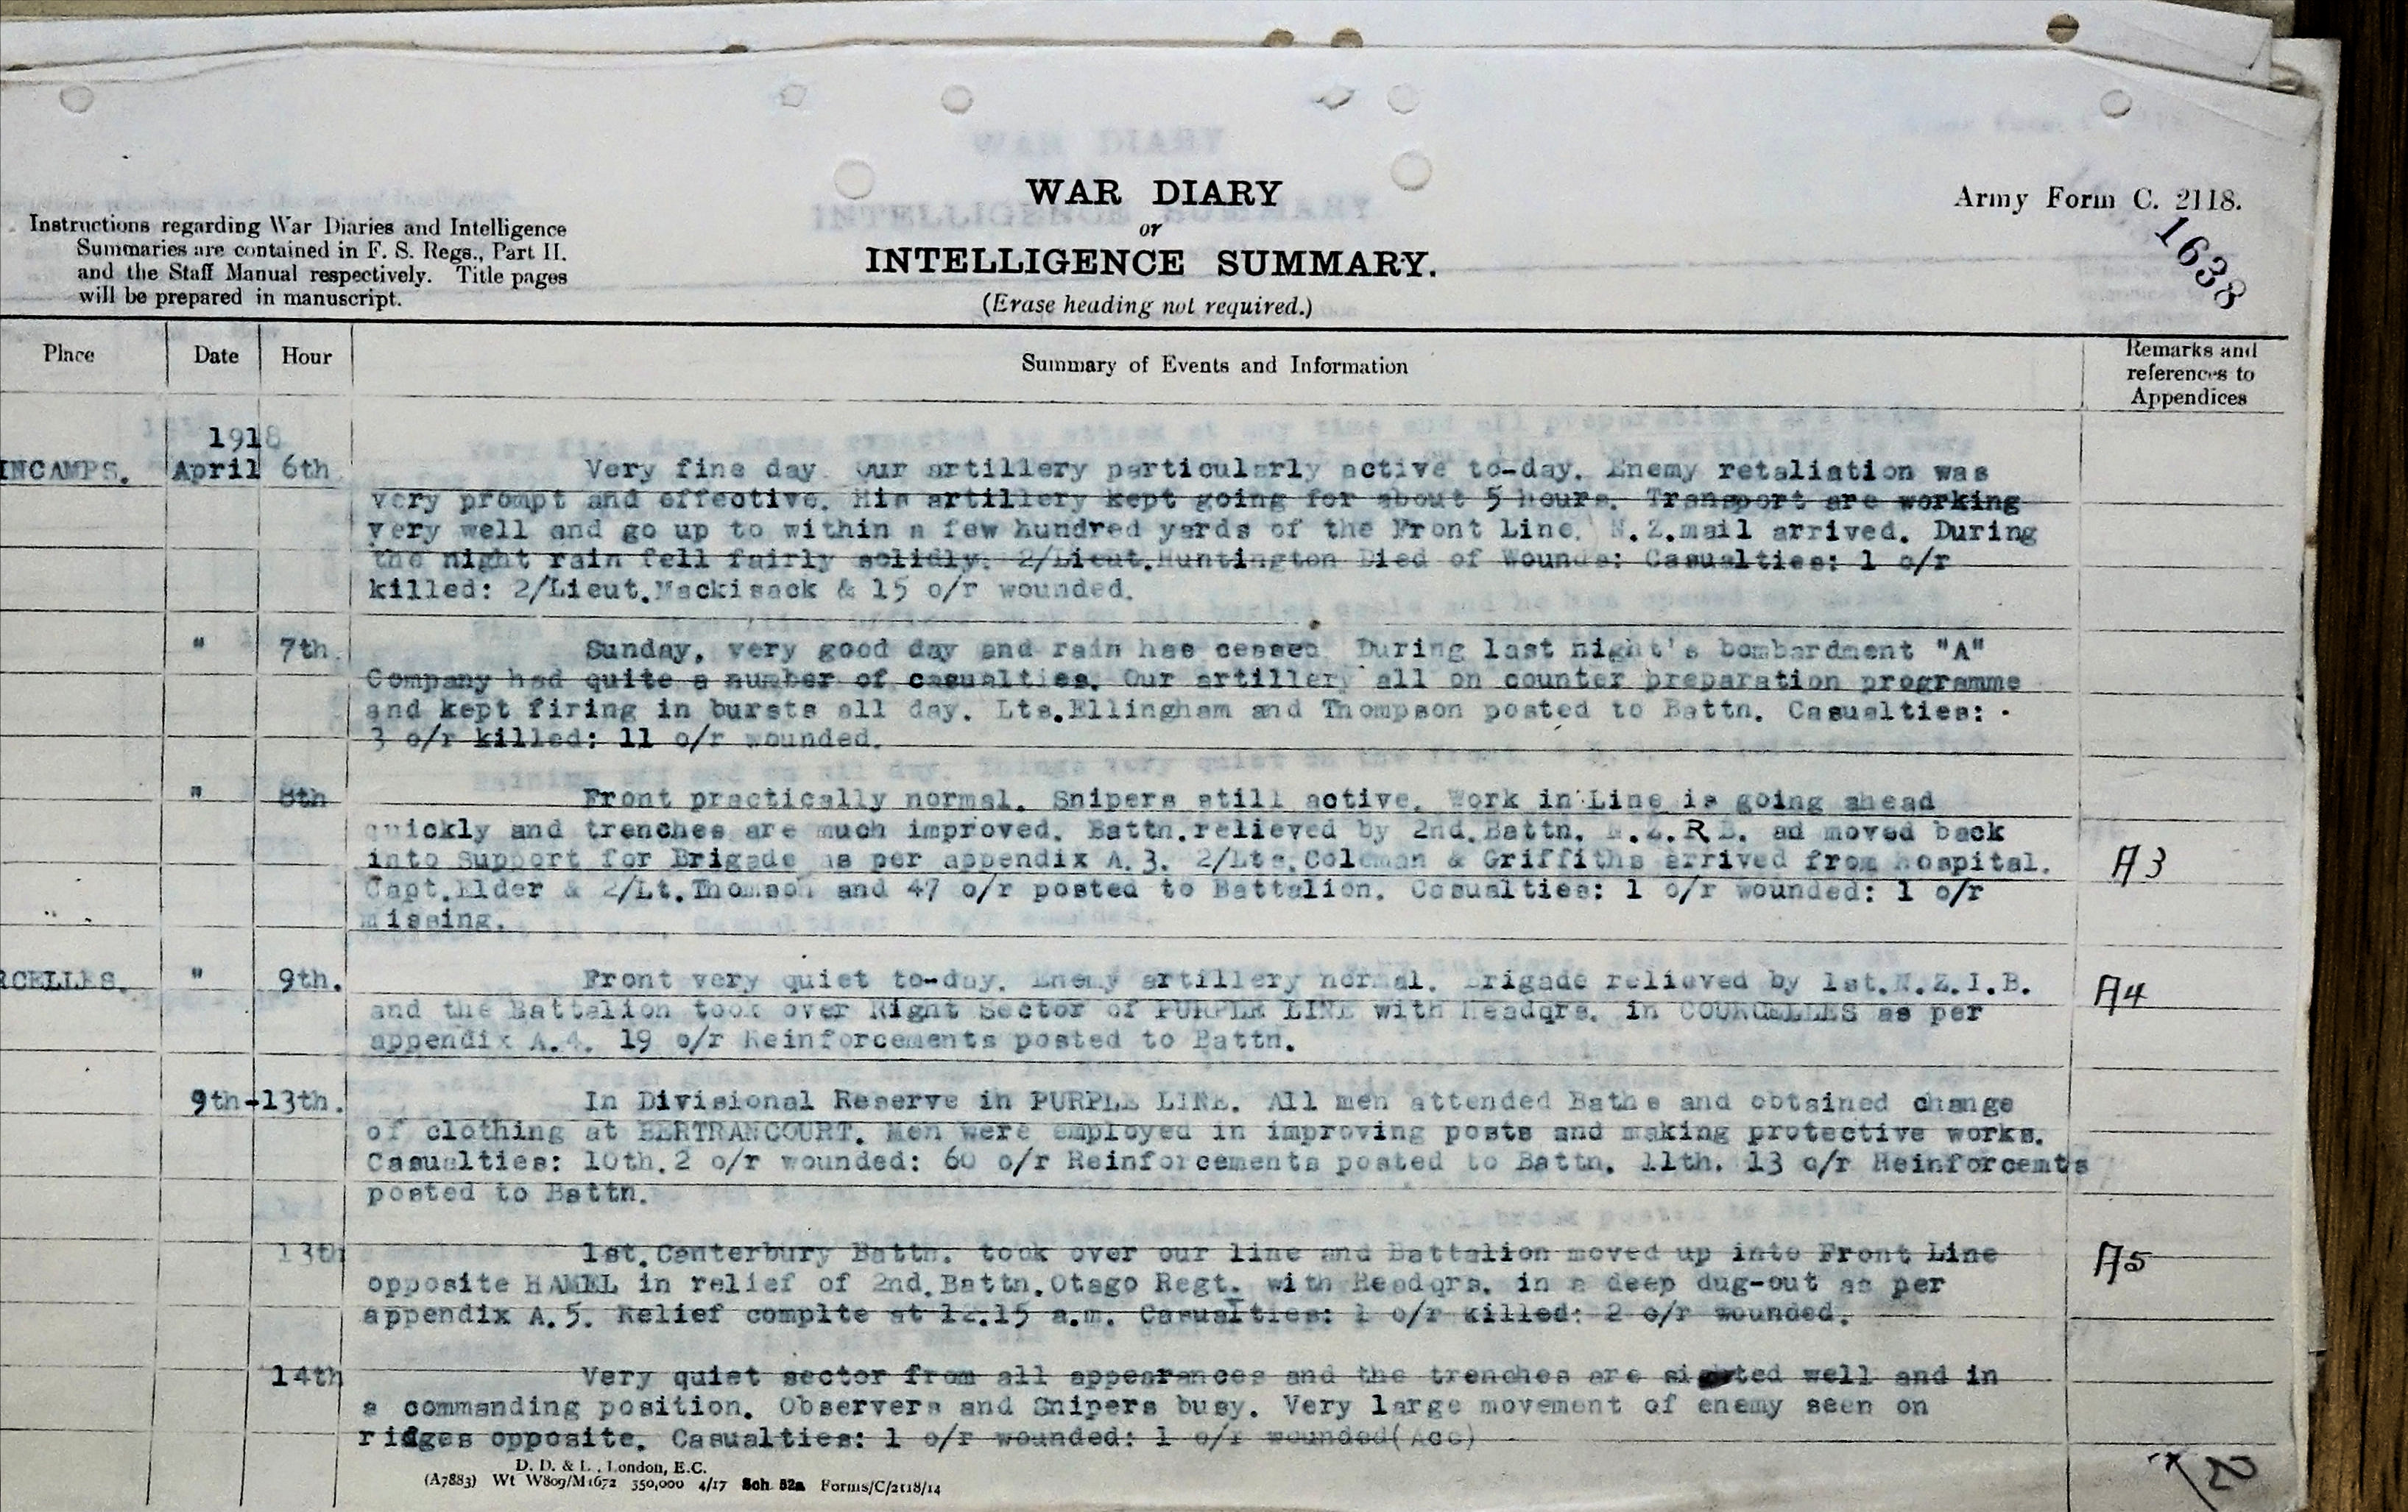 WAR DIARY
or
INTELLIGENCE SUMMARY.
(Erase heading not required.)
Army Form C. 2118.
1638
Instructions regarding War Diaries and Intelligence
Summaries are contained in F. S. Regs., Part II.
and the Staff Manual respectively. Title pages
will be prepared in manuscript.
Place Date Hour Summary of Events and Information Remarks and
references to
Appendices
1918
INCAMPS. April 6th Very fine day. Our artillery particularly active to-day. Enemy retaliation was
very prompt and effective. His artillery kept going for about 5 hours. Transport are working
very well and go up to within a few hundred yards of the Front Line. N.Z.mail arrived. During
the night rain fell fairly solidly. 2/Lieut.Huntington Died of Wounds: Casualties: 1 o/r
killed: 2/Lieut.Mackisack & 15 o/r wounded.
" 7th. Sunday, very good day and rain has ceased. During last night's bombardment "A"
Company had quite a number of casualties. Our artillery all on counter preparation programme
and kept firing in bursts all day. Lts.Ellingham and Thompson posted to Battn. Casualties:
3 o/r killed: 11 o/r wounded.
" 8th Front practically normal. Snipers still active. Work in Line is going ahead
quickly and trenches are much improved. Battn.relieved by 2nd.Battn. N.Z.R.B. ad moved back
into Support for Brigade as per appendix A.3. 2/Lts.Coleman & Griffiths arrived from hospital. A3
Capt.Elder & 2/Lt.Thomson and 47 o/r posted to Battalion. Casualties: 1 o/r wounded: 1 o/r
missing.
RCELLES. " 9th. Front very quiet to-day. Enemy artillery normal. Brigade relieved by 1st.N.Z.I.B. A4
and the Battalion took over Right Sector of PURPLE LINE with Headqrs. in COURCELLES as per
appendix A.4. 19 o/r Reinforcements posted to Battn.
9th-13th. In Divisional Reserve in PURPLE LINE. All men attended Baths and obtained change
of clothing at BERTRANCOURT. Men were employed in improving posts and making protective works.
Casualties: 10th.2 o/r wounded: 60 o/r Reinforcements posted to Battn. 11th. 13 o/r Reinforcemts
posted to Battn.
13th 1st.Canterbury Battn. took over our line and Battalion moved up into Front Line A5
opposite HAMEL in relief of 2nd.Battn.Otago Regt. with Headqrs. in a deep dug-out as per
appendix A.5. Relief complte at 12.15 a.m. Casualties: 1 o/r killed: 2 o/r wounded.
14th Very quiet sector from all appearances and the trenches are sighted well and in
a commanding position. Observers and Snipers busy. Very large movement of enemy seen on
ridges opposite. Casualties: 1 o/r wounded: 1 o/r wounded(Acc)
D. D. & L., London, E.C.
(A7883) Wt W809/M1672 350,000 4/17 Sch 52a Forms/C/2118/14